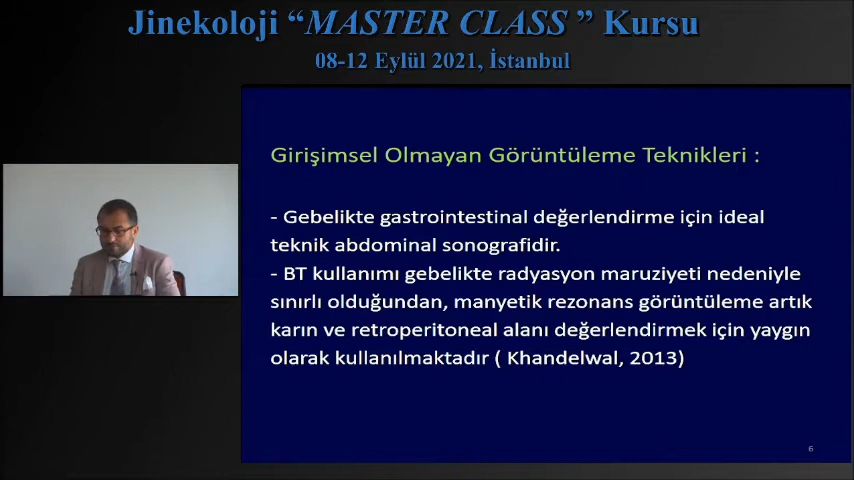 Jinekoloji “MASTER CLASS ” Kursu
08-12 Eylül 2021, İstanbul
Girişimsel Olmayan Görüntüleme Teknikleri :
- Gebelikte gastrointestinal değerlendirme için ideal
teknik abdominal sonografidir.
- BT kullanımı gebelikte radyasyon maruziyeti nedeniyle
sınırlı olduğundan, manyetik rezonans görüntüleme artık
karın ve retroperitoneal alanı değerlendirmek için yaygın
olarak kullanılmaktadır ( Khandelwal, 2013)
6